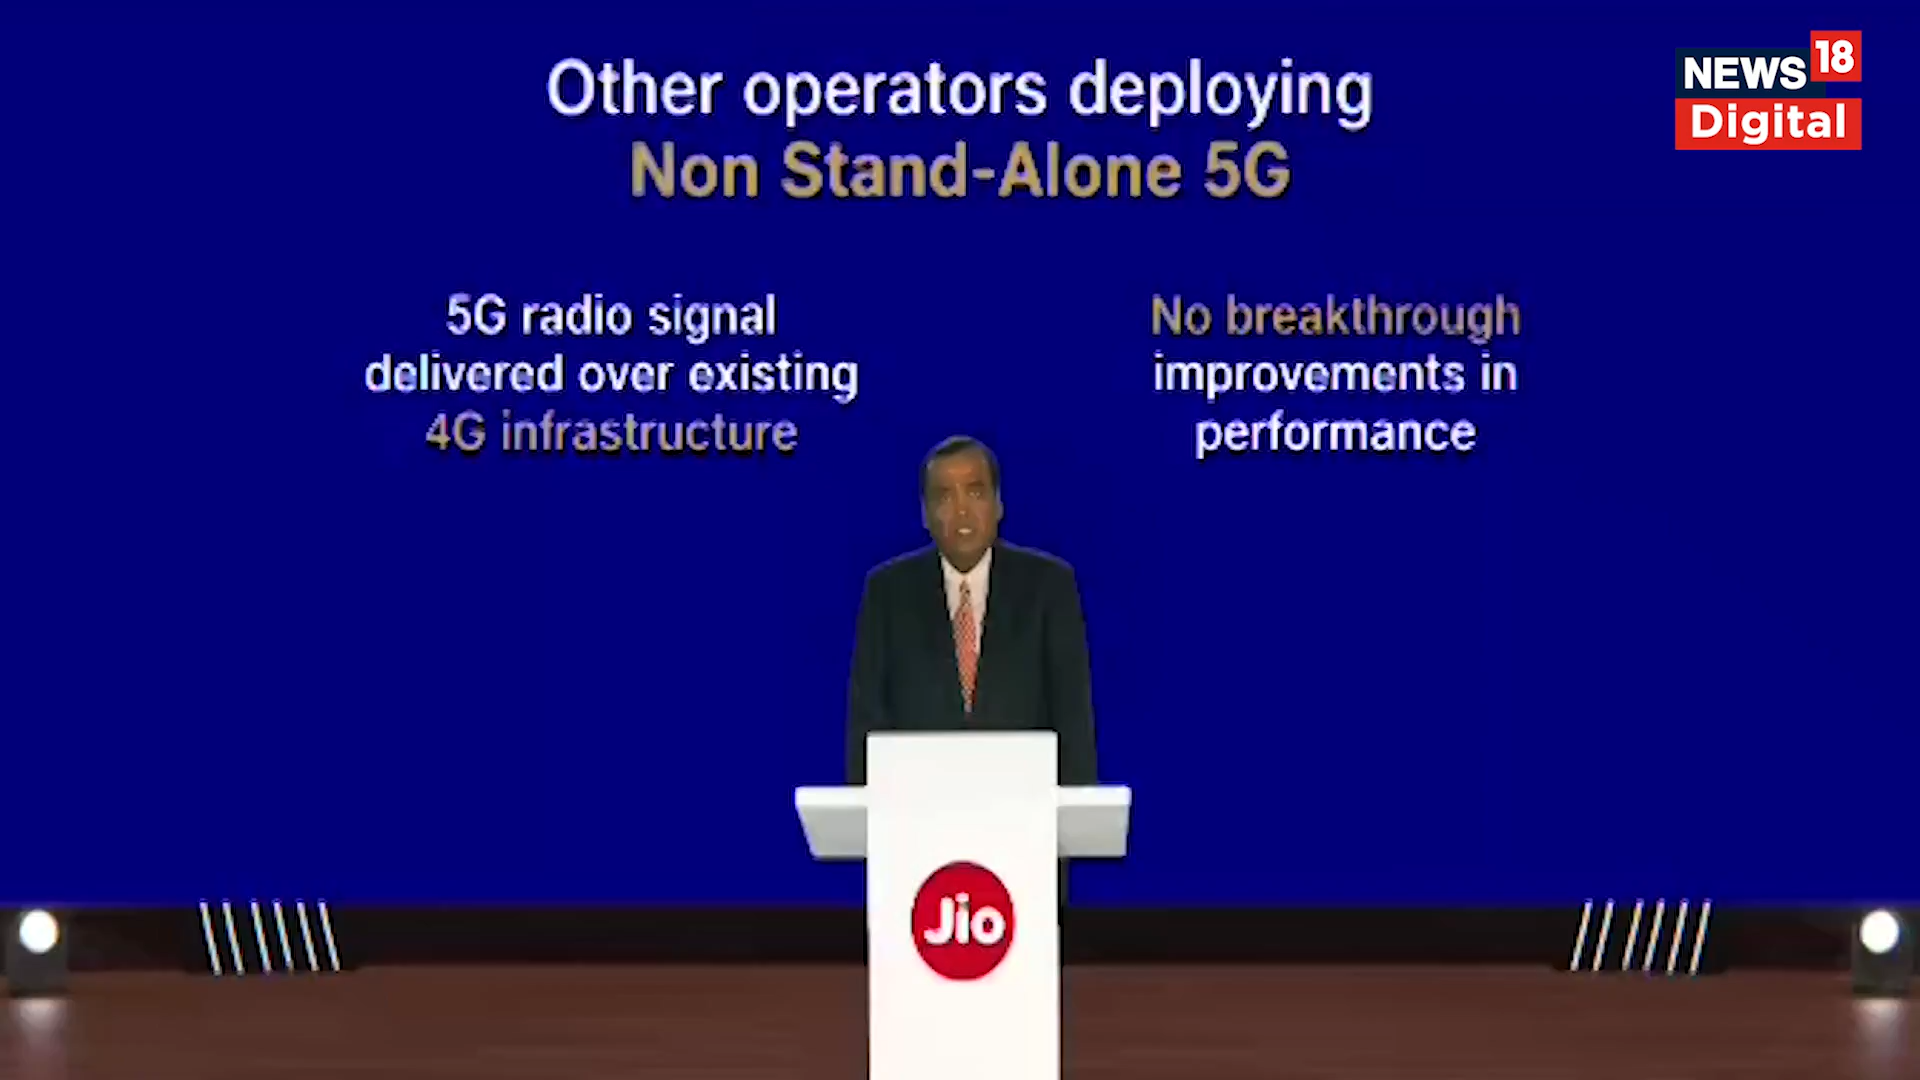 Other operators deploying
Non Stand-Alone 5G
NEWS18
Digital
5G radio signal
delivered over existing
4G infrastructure
No breakthrough
improvements in
performance
Jio